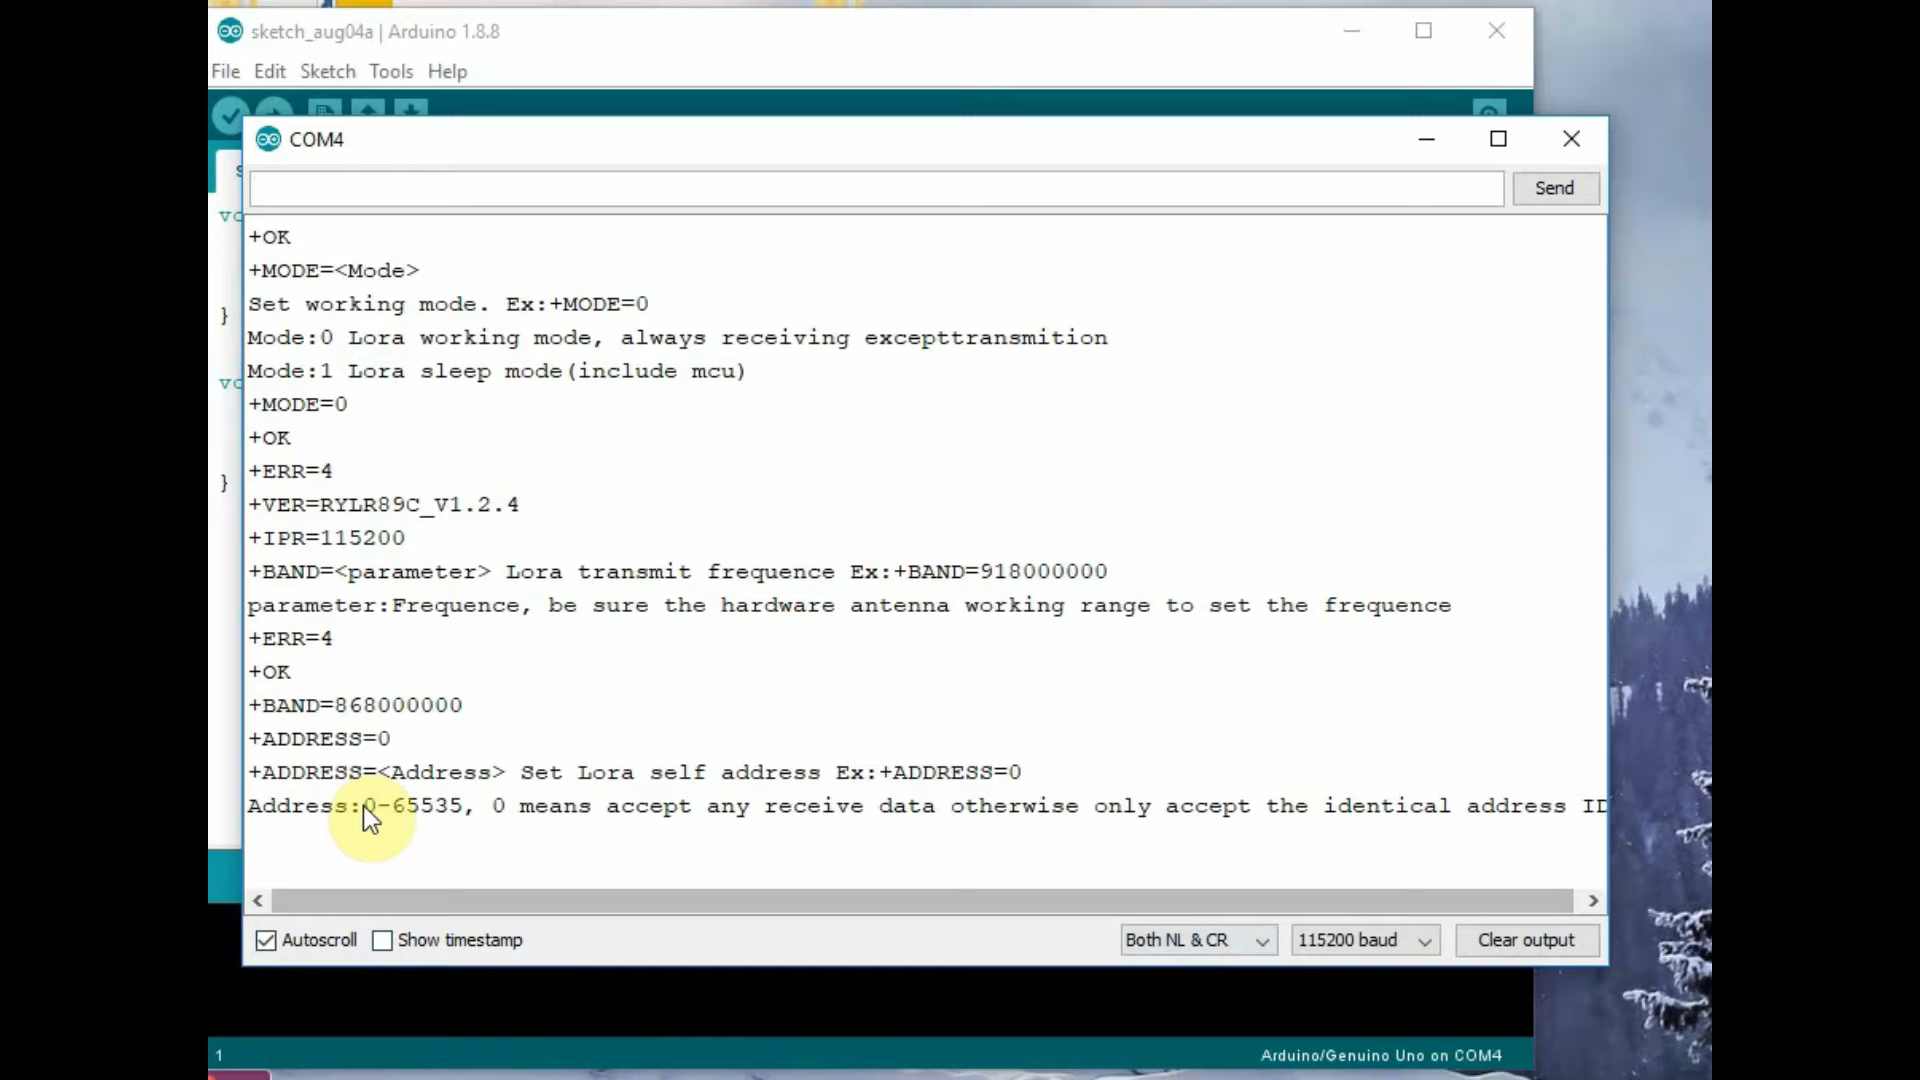 sketch_aug04a | Arduino 1.8.8
File Edit Sketch Tools Help
COM4
Send
+OK
+MODE=<Mode>
Set working mode. Ex:+MODE=0
Mode:0 Lora working mode, always receiving excepttransmition
Mode:1 Lora sleep mode(include mcu)
+MODE=0
+OK
+ERR=4
+VER=RYLR89C_V1.2.4
+IPR=115200
+BAND=<parameter> Lora transmit frequence Ex:+BAND=918000000
parameter:Frequence, be sure the hardware antenna working range to set the frequence
+ERR=4
+OK
+BAND=868000000
+ADDRESS=0
+ADDRESS=<Address> Set Lora self address Ex:+ADDRESS=0
Address:0-65535, 0 means accept any receive data otherwise only accept the identical address ID
}
}
Autoscroll Show timestamp Both NL & CR 115200 baud Clear output
1 Arduino/Genuino Uno on COM4